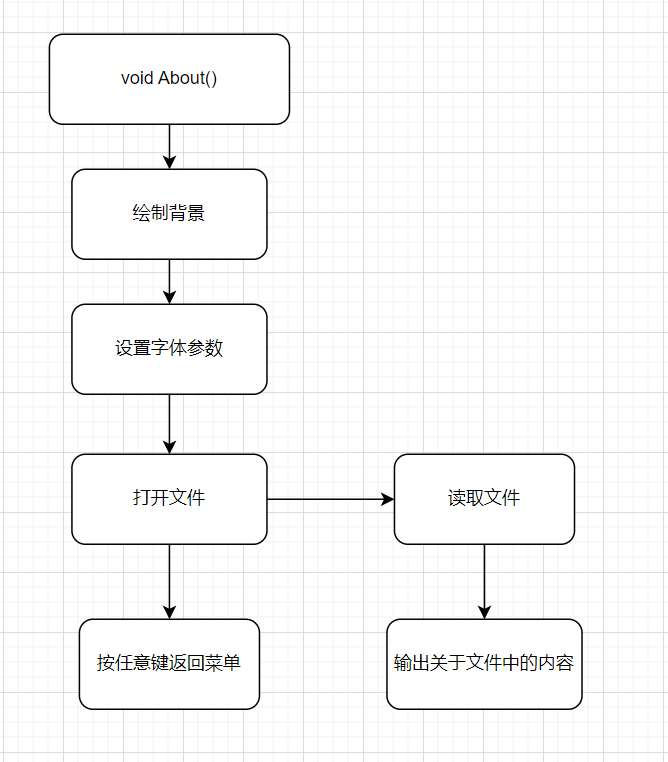 void About()
绘制背景
设置字体参数
打开文件
读取文件
按任意键返回菜单
输出关于文件中的内容